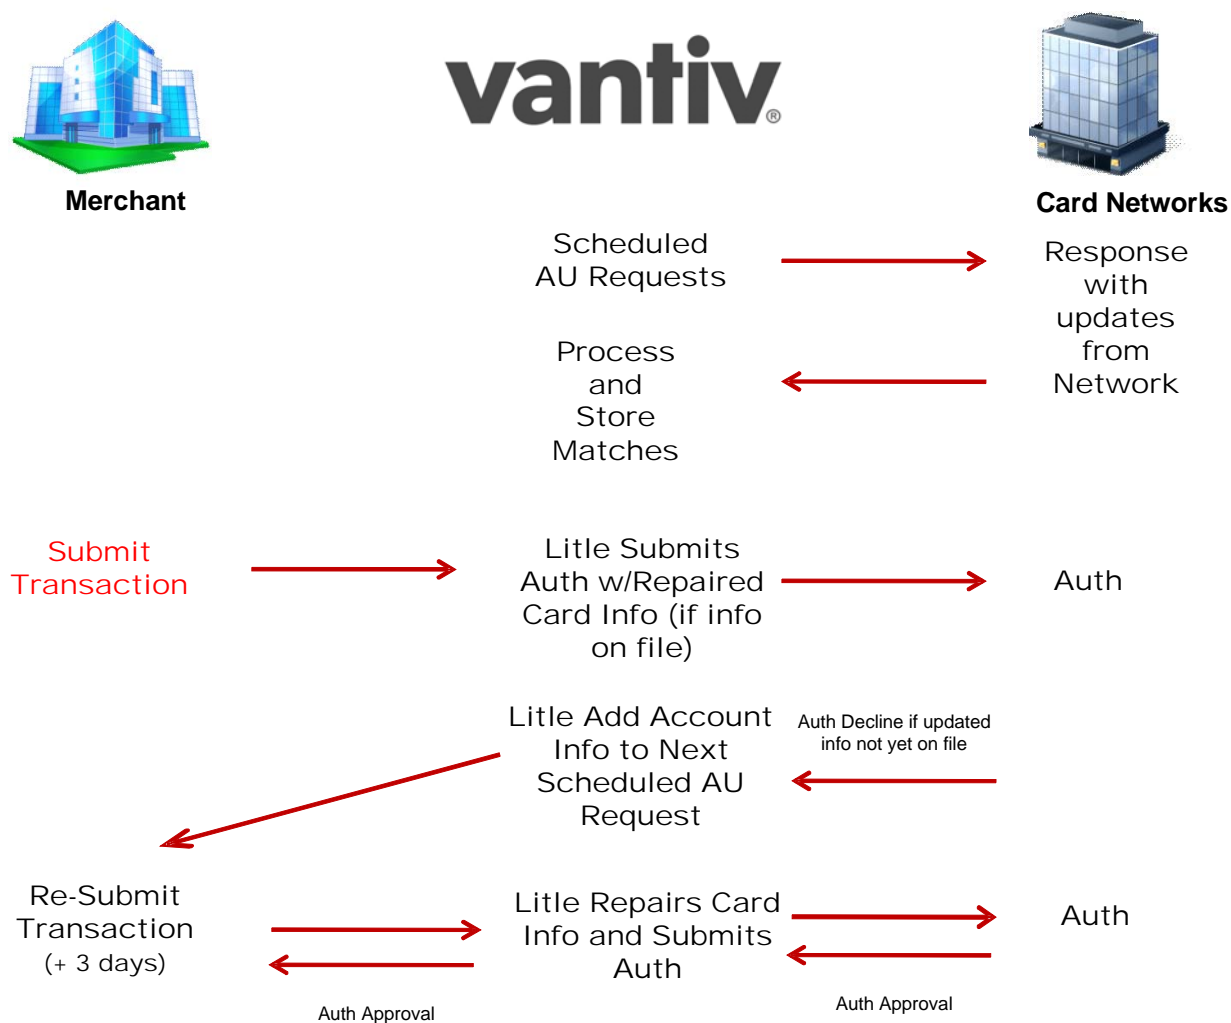 vantiv®
Merchant
Card Networks
Scheduled
AU Requests
Response
with
updates
from
Network
Process
and
Store
Matches
Submit
Transaction
Litle Submits
Auth w/Repaired
Card Info (if info
on file)
Auth
Litle Add Account
Info to Next
Scheduled AU
Request
Auth Decline if updated
info not yet on file
Re-Submit
Transaction
(+ 3 days)
Litle Repairs Card
Info and Submits
Auth
Auth
Auth Approval
Auth Approval